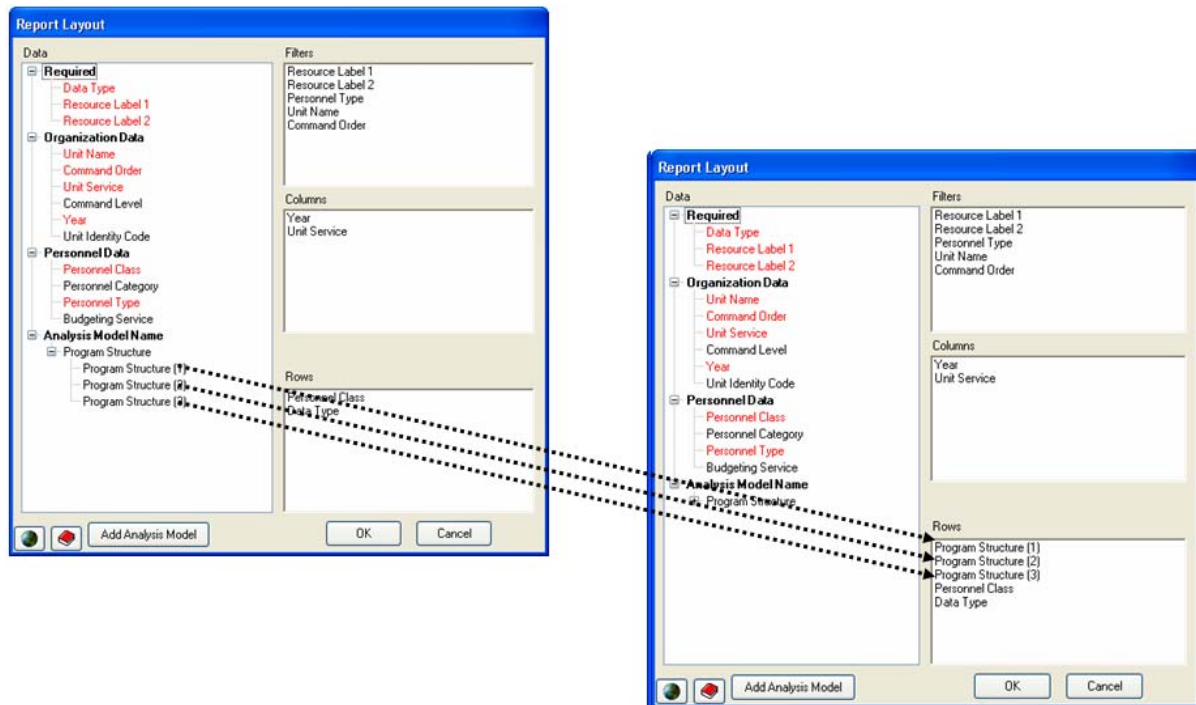 Report Layout
Data
Required
Data Type
Resource Label 1
Resource Label 2
Organization Data
Unit Name
Command Order
Unit Service
Command Level
Year
Unit Identity Code
Personnel Data
Personnel Class
Personnel Category
Personnel Type
Budgeting Service
Analysis Model Name
Program Structure
Program Structure (1)
Program Structure (2)
Program Structure (3)
Filters
Resource Label 1
Resource Label 2
Personnel Type
Unit Name
Command Order
Columns
Year
Unit Service
Rows
Personnel Class
Data Type
Add Analysis Model
OK
Cancel
Report Layout
Data
Required
Data Type
Resource Label 1
Resource Label 2
Organization Data
Unit Name
Command Order
Unit Service
Command Level
Year
Unit Identity Code
Personnel Data
Personnel Class
Personnel Category
Personnel Type
Budgeting Service
Analysis Model Name
Program Structure
Filters
Resource Label 1
Resource Label 2
Personnel Type
Unit Name
Command Order
Columns
Year
Unit Service
Rows
Program Structure (1)
Program Structure (2)
Program Structure (3)
Personnel Class
Data Type
Add Analysis Model
OK
Cancel